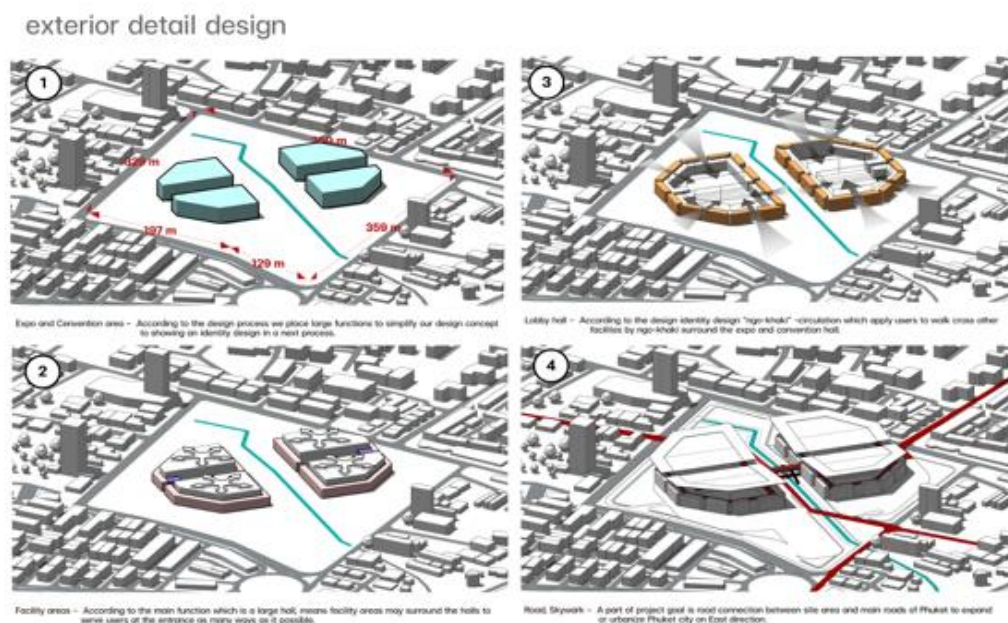 exterior detail design
1
197 m
129 m
359 m
Expo and Convention area - According to the design process we place large functions to simplify our design concept
to showing an identity design in a next process.
3
Lobby hall - According to the design identity design "ngo-khaki" -circulation which apply users to walk cross other
facilities by ngo-khaki surround the expo and convention hall.
2
Facility areas - According to the main function which is a large hall, means facility areas may surround the halls to
serve users at the entrance as many ways as it possible.
4
Road, Skywark - A part of project goal is road connection between site area and main roads of Phuket to expand
or urbanize Phuket city on East direction.